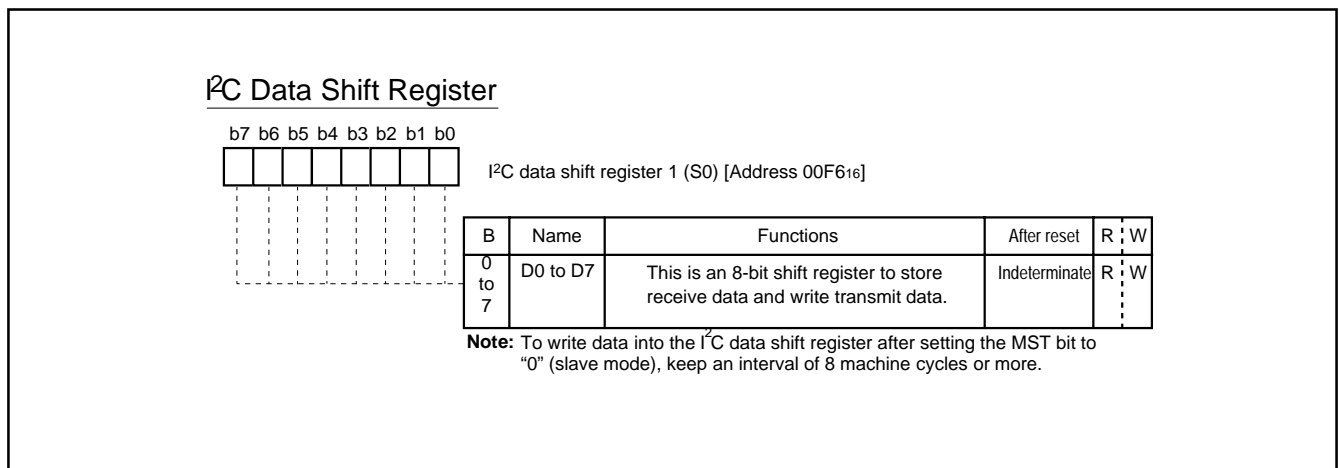 I²C Data Shift Register
b7 b6 b5 b4 b3 b2 b1 b0
I²C data shift register 1 (S0) [Address 00F6₁₆]
B Name Functions After reset R W
0 to 7 D0 to D7 This is an 8-bit shift register to store Indeterminate R W
receive data and write transmit data.
Note: To write data into the I²C data shift register after setting the MST bit to
“0” (slave mode), keep an interval of 8 machine cycles or more.